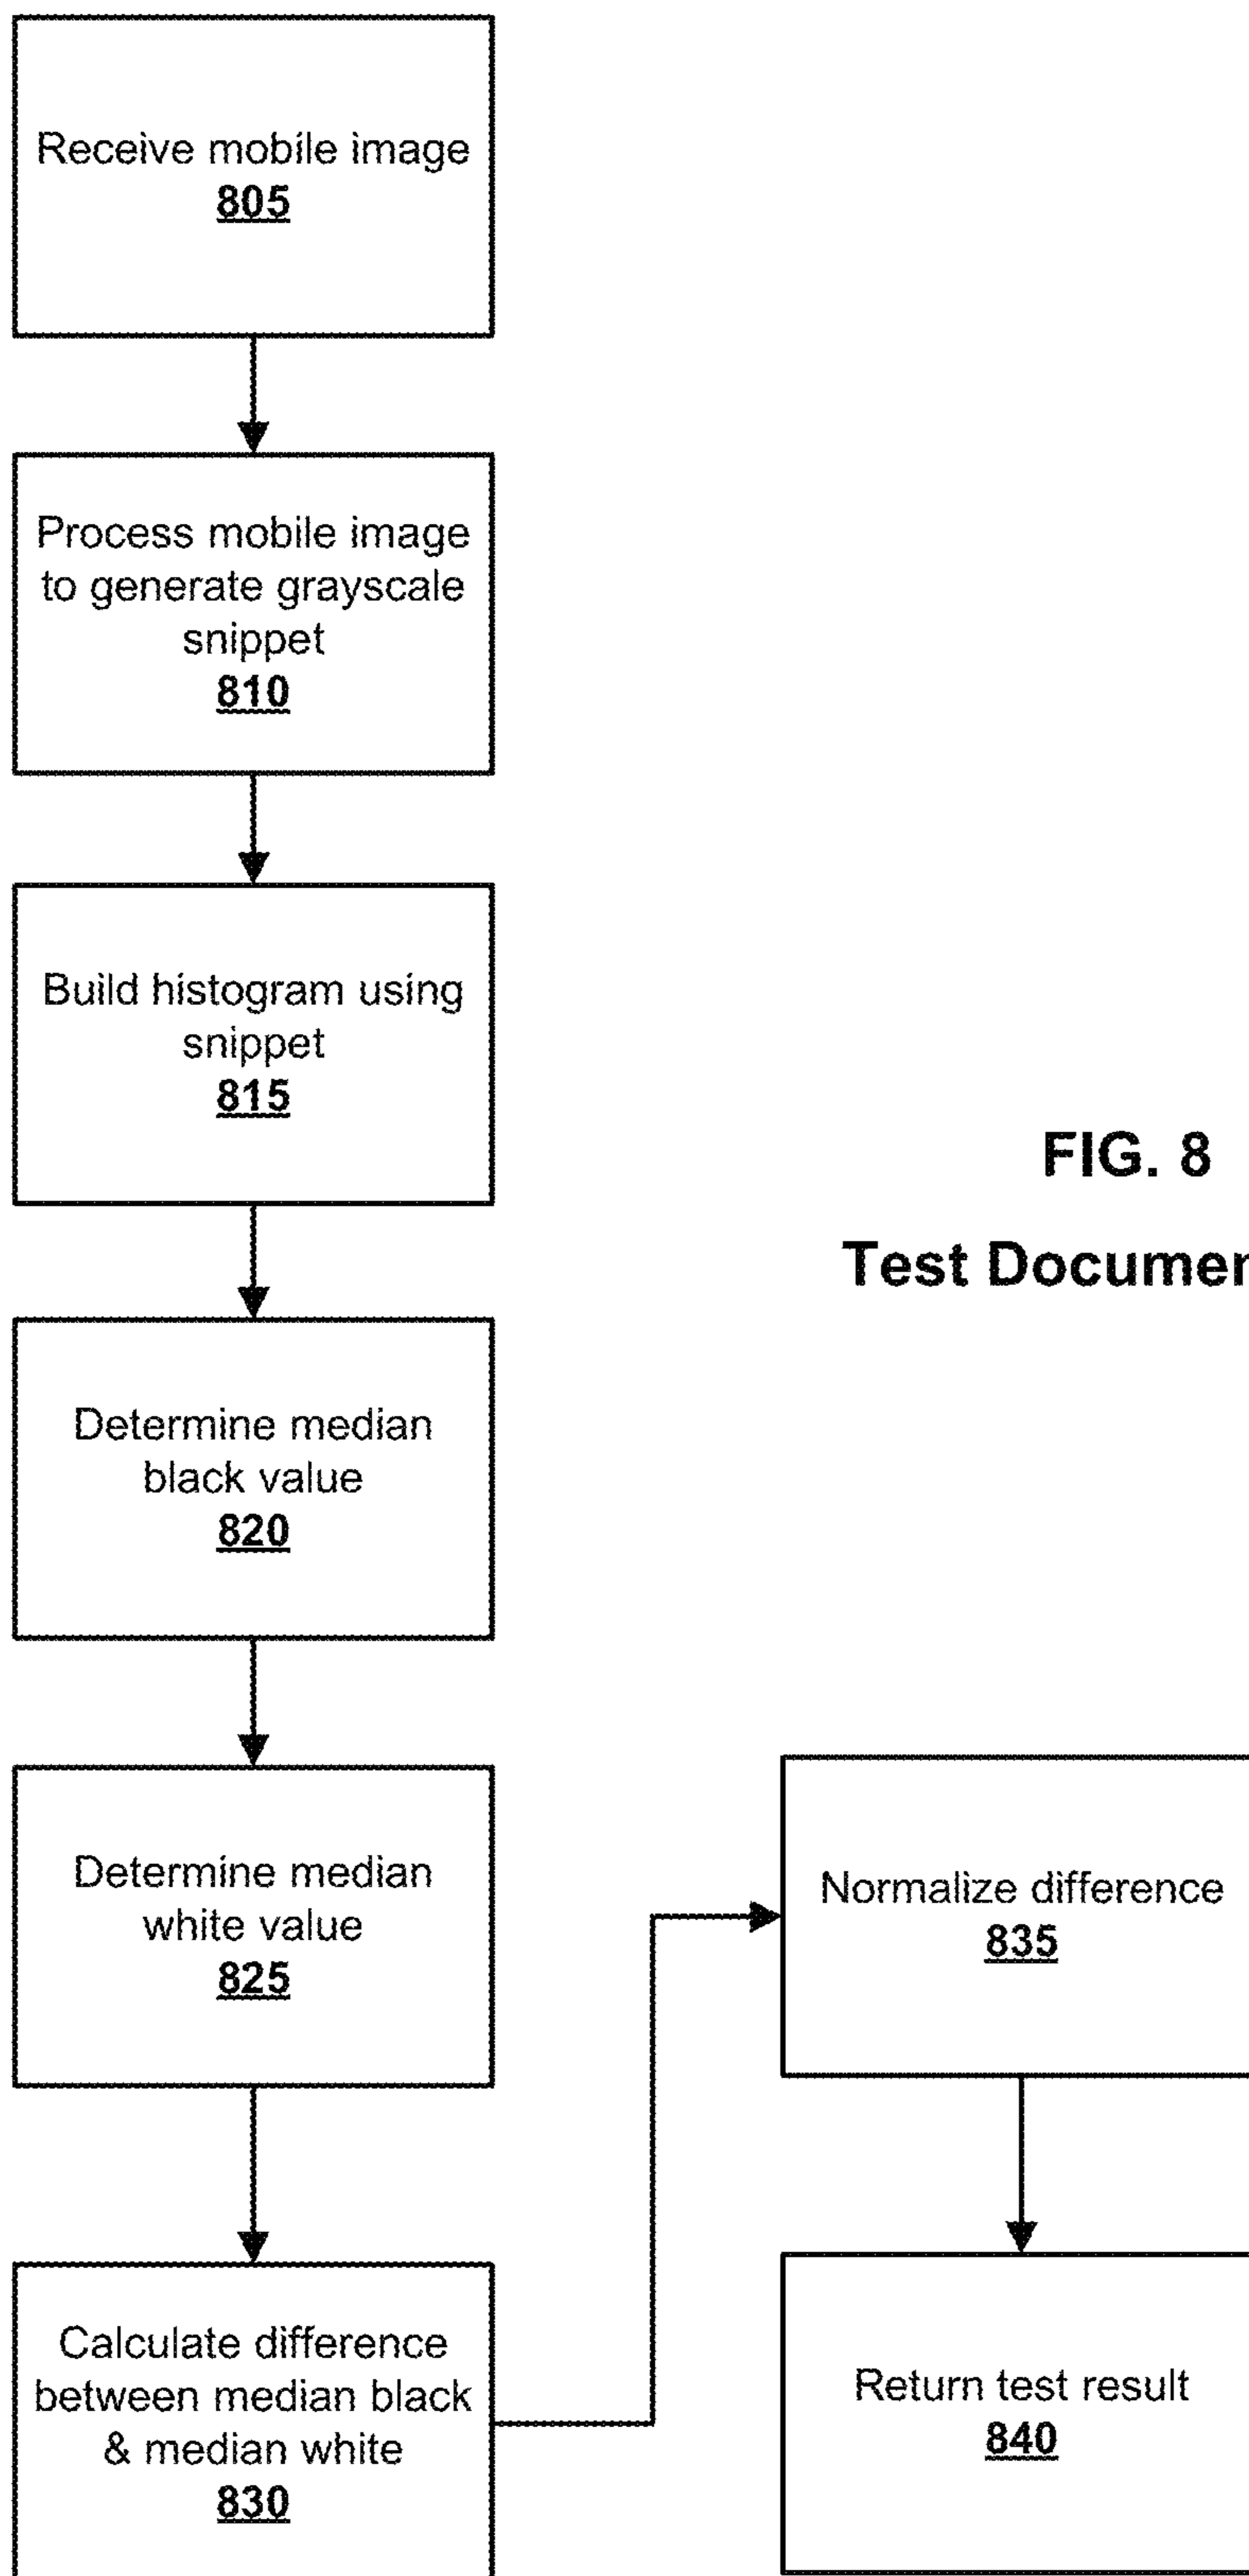 Receive mobile image
805
Process mobile image
to generate grayscale
snippet
810
Build histogram using
snippet
815
FIG. 8
Test
Determine median
black value
820
Determine median
white value
825
Normalize difference
835
Calculate difference
between median black
& median white
830
Return test result
840